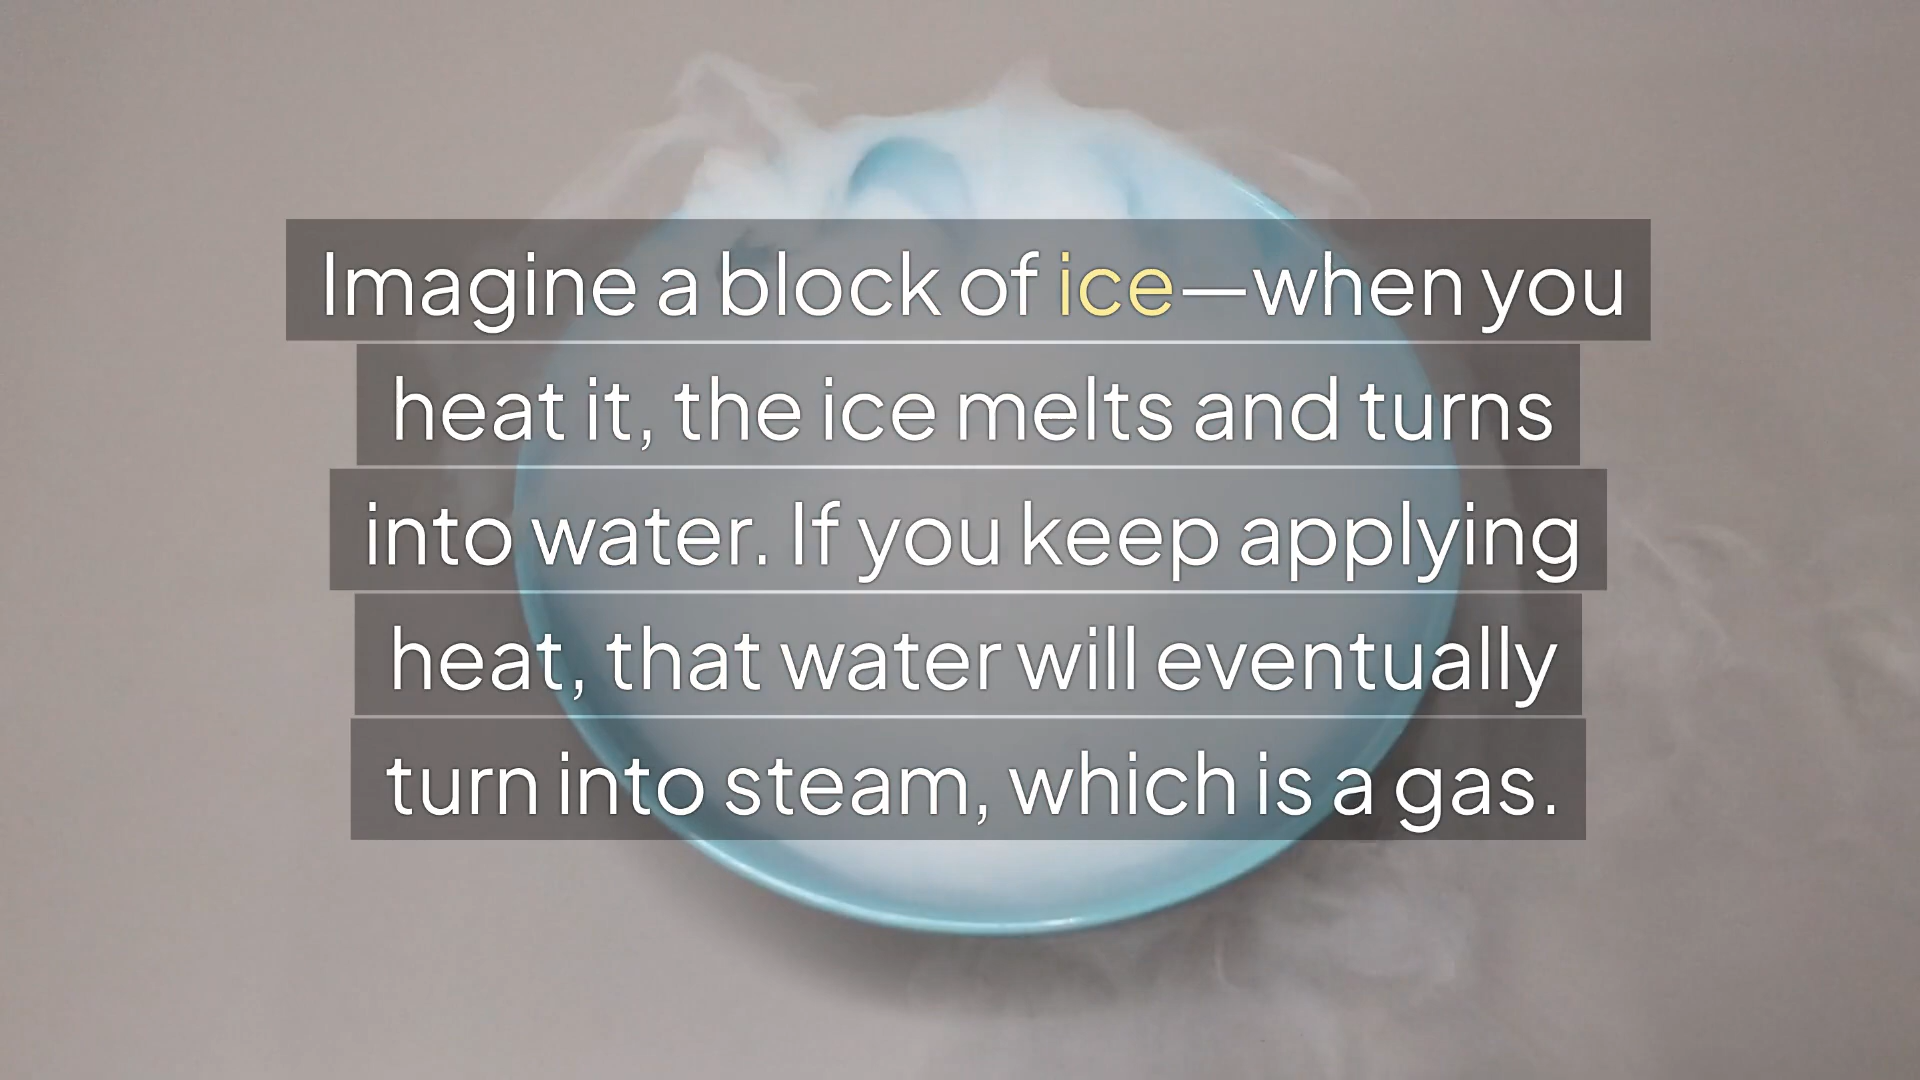 Imagine a block of ice—when you
heat it, the ice melts and turns
into water. If you keep applying
heat, that water will eventually
turn into steam, which is a gas.